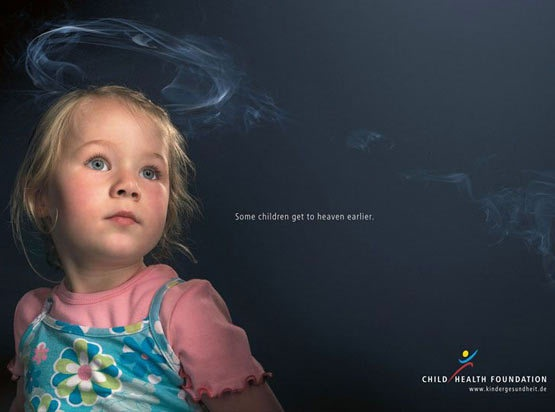 Some children get to heaven earlier.
CHILD HEALTH FOUNDATION
www.kindergesundheit.de